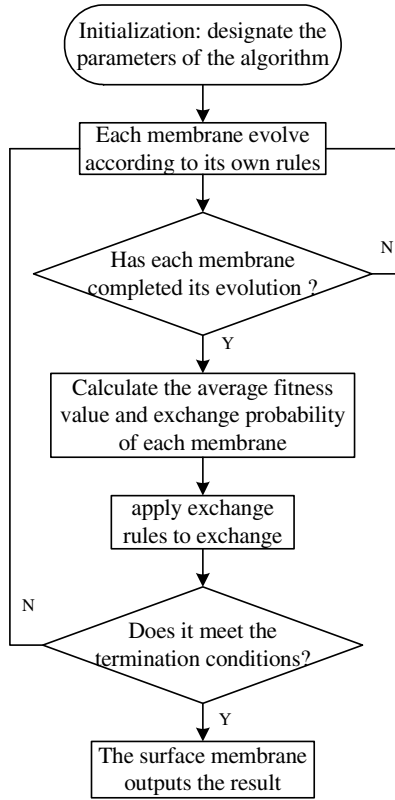 Initialization: designate the
parameters of the algorithm
Each membrane evolve
according to its own rules
N
Has each membrane
completed its evolution ?
Y
Calculate the average fitness
value and exchange probability
of each membrane
apply exchange
rules to exchange
N
Does it meet the
termination conditions?
Y
The surface membrane
outputs the result